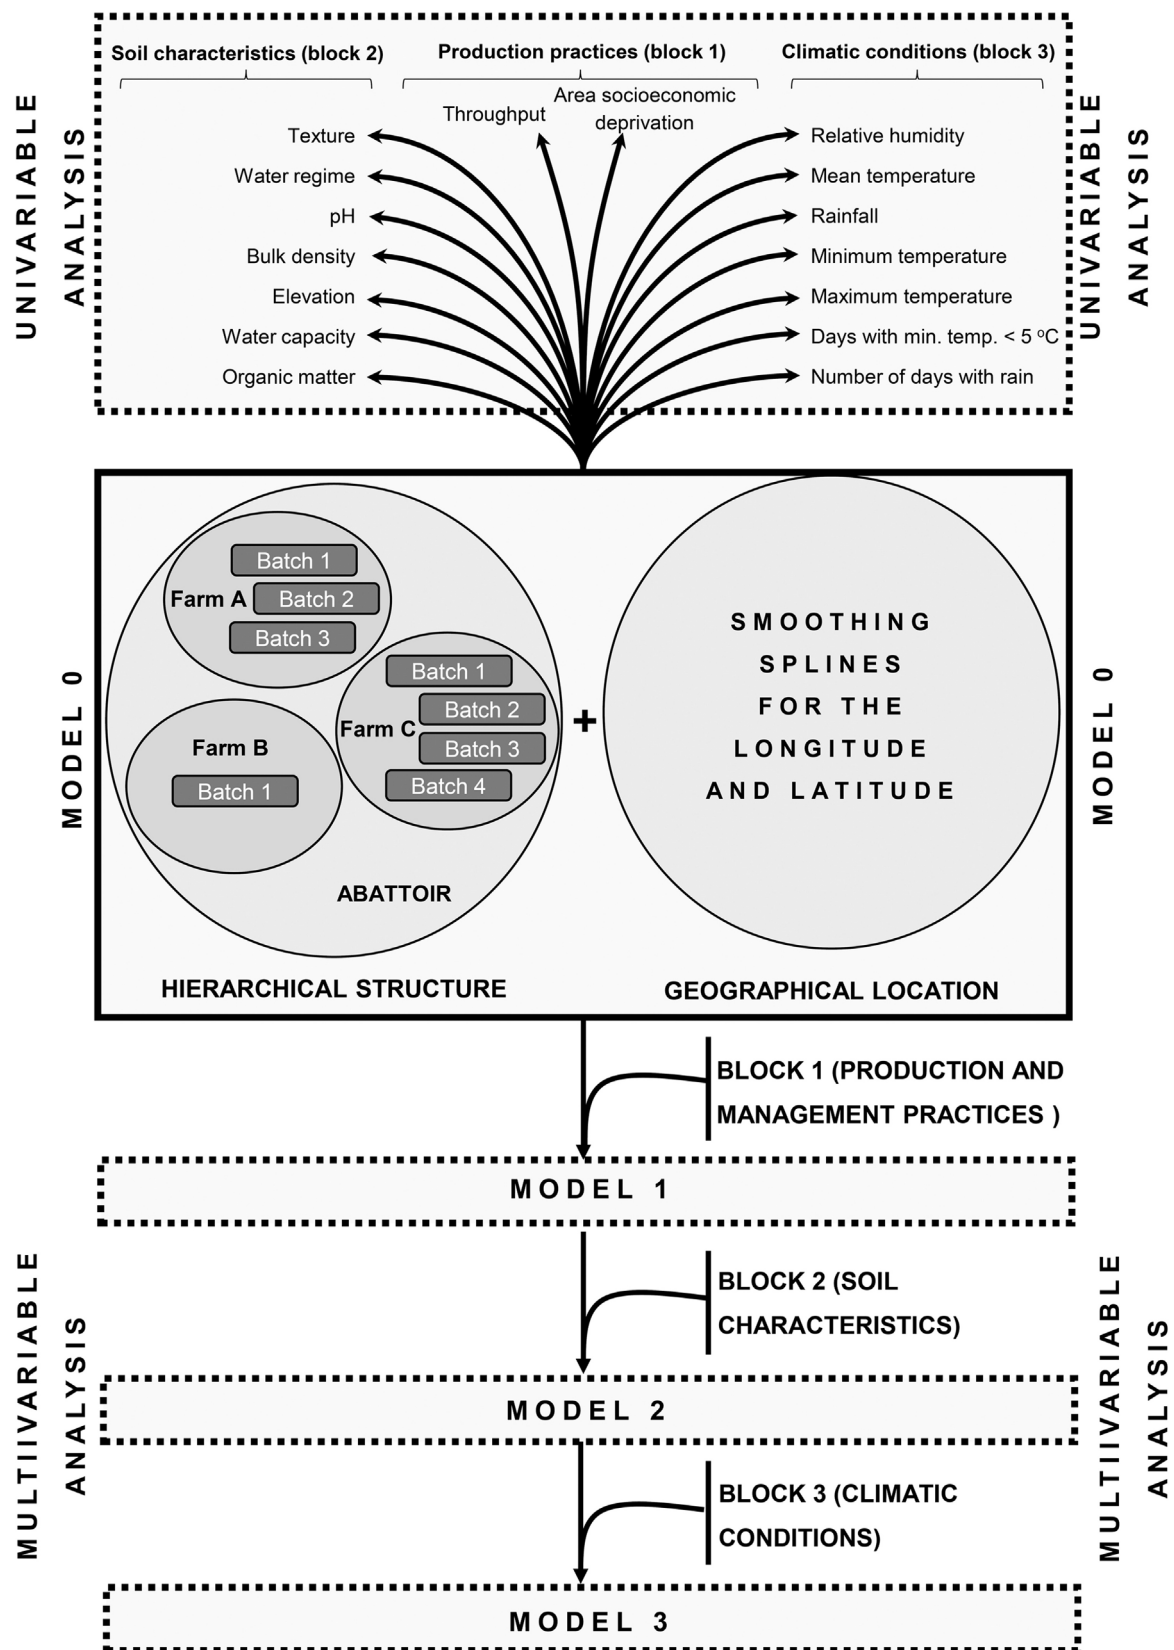 Soil characteristics (block 2)
Production practices (block 1)
Climatic conditions (block 3)
UNIVARIABLE
ANALYSIS
UNIVARIABLE
ANALYSIS
Throughput
Area socioeconomic
deprivation
Texture
Water regime
pH
Bulk density
Elevation
Water capacity
Organic matter
Relative humidity
Mean temperature
Rainfall
Minimum temperature
Maximum temperature
Days with min. temp. < 5 ºC
Number of days with rain
MODEL 0
Farm A
Batch 1
Batch 2
Batch 3
Farm B
Batch 1
Farm C
Batch 1
Batch 2
Batch 3
Batch 4
ABATTOIR
HIERARCHICAL STRUCTURE
+
SMOOTHING
SPLINES
FOR THE
LONGITUDE
AND LATITUDE
GEOGRAPHICAL LOCATION
MODEL 0
BLOCK 1 (PRODUCTION AND
MANAGEMENT PRACTICES )
MODEL 1
MULTIIVARIABLE
ANALYSIS
BLOCK 2 (SOIL
CHARACTERISTICS)
MODEL 2
BLOCK 3 (CLIMATIC
CONDITIONS)
MODEL 3
MULTIIVARIABLE
ANALYSIS